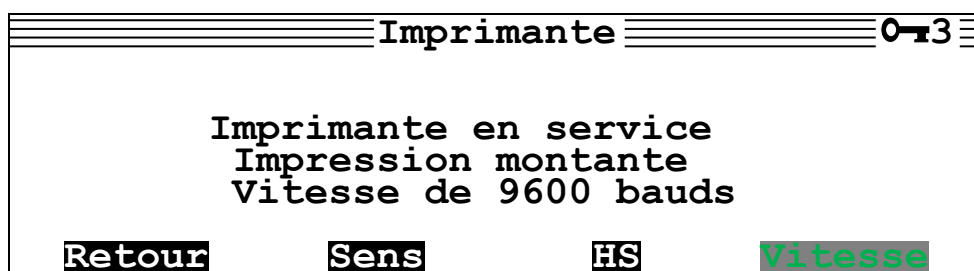 Imprimante 3
Imprimante en service
Impression montante
Vitesse de 9600 bauds
Retour Sens HS Vitesse